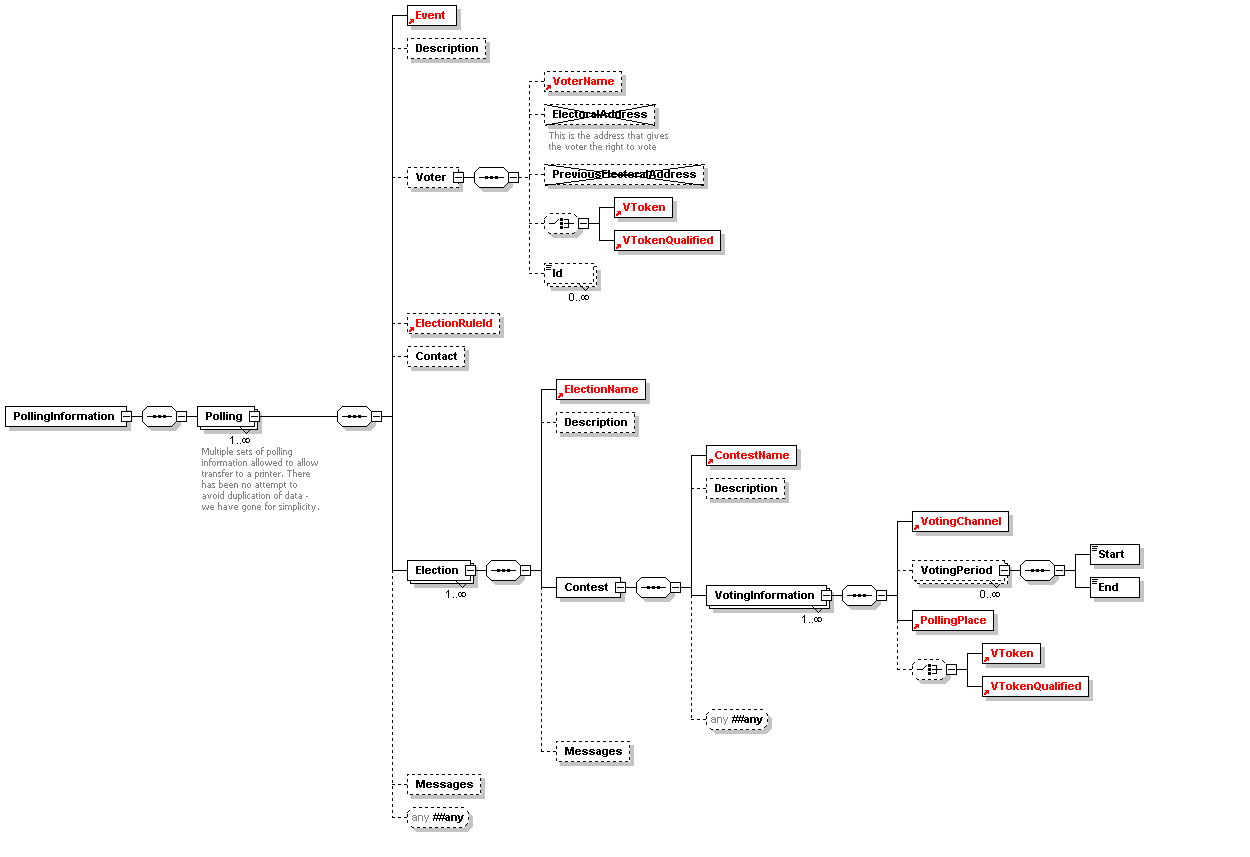 Event
Description
VoterName
ElectoralAddress
This is the address that gives
the voter the right to vote
Voter
PreviousElectoralAddress
VToken
VTokenQualified
Id
0..∞
ElectionRuleId
Contact
PollingInformation
Polling
1..∞
Multiple sets of polling
information allowed to allow
transfer to a printer. There
has been no attempt to
avoid duplication of data -
we have gone for simplicity.
ElectionName
Description
ContestName
Description
VotingChannel
Start
Election
1..∞
Contest
VotingInformation
1..∞
VotingPeriod
0..∞
End
PollingPlace
VToken
VTokenQualified
any ##any
Messages
Messages
any ##any